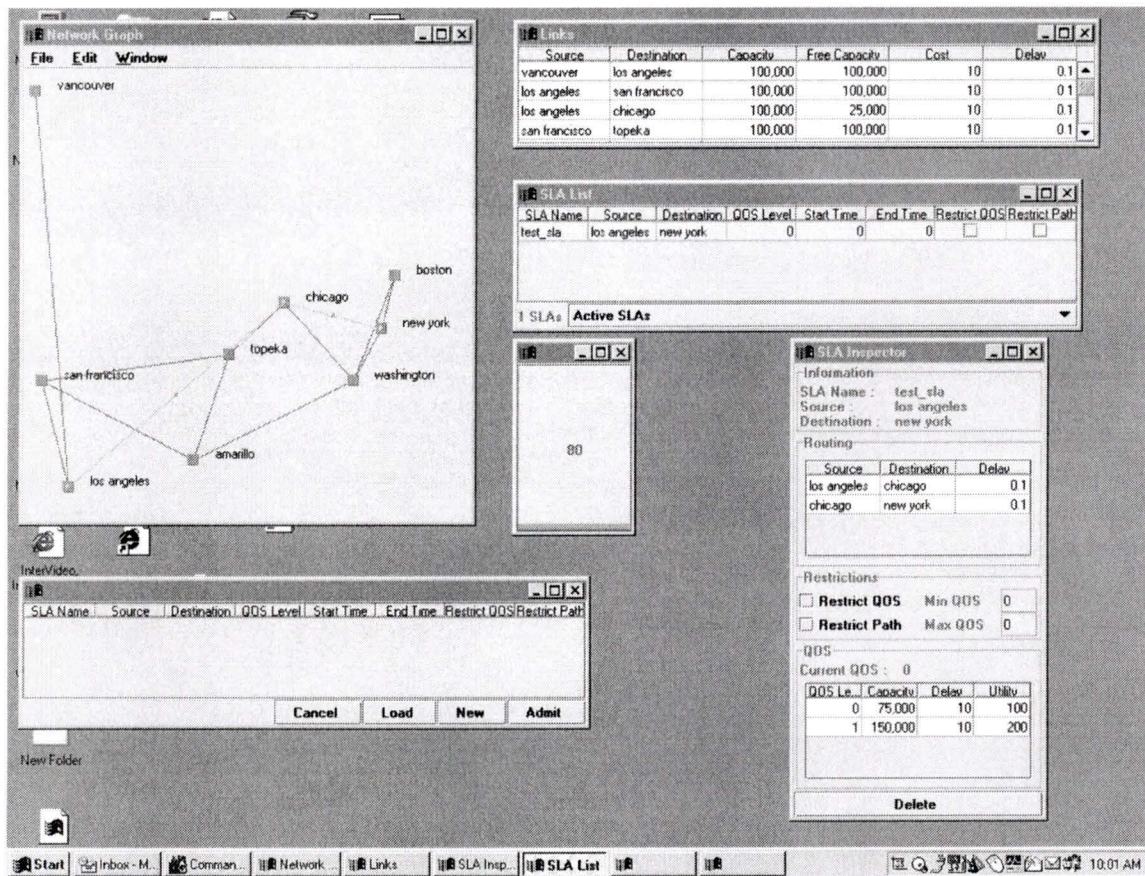 Network Graph
File Edit Window
vancouver
boston
chicago
new york
topeka
san francisco
washington
amarillo
los angeles
Links
Source Destination Capacity Free Capacity Cost Delay
vancouver los angeles 100,000 100,000 10 0.1
los angeles san francisco 100,000 100,000 10 0.1
los angeles chicago 100,000 25,000 10 0.1
san francisco topeka 100,000 100,000 10 0.1
SLA List
SLA Name Source Destination QOS Level Start Time End Time Restrict QOS Restrict Path
test_sla los angeles new york 0 0 0
1 SLAs Active SLAs
80
SLA Inspector
Information
SLA Name : test_sla
Source : los angeles
Destination : new york
Routing
Source Destination Delay
los angeles chicago 0.1
chicago new york 0.1
Restrictions
Restrict QOS Min QOS 0
Restrict Path Max QOS 0
QOS
Current QOS : 0
QOS Le... Capacity Delay Utility
0 75,000 10 100
1 150,000 10 200
Delete
InterVideo,
SLA Name Source Destination QOS Level Start Time End Time Restrict QOS Restrict Path
Cancel Load New Admit
New Folder
Start Inbox - M... Comman... Network ... Links SLA Insp... SLA List 10:01 AM